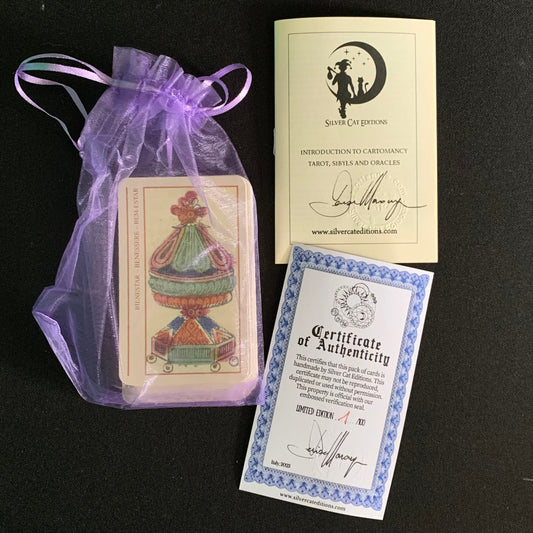 BIENESTAR - BENESSERE - BEM-ESTAR
SILVER CAT EDITIONS
INTRODUCTION TO CARTOMANCY
TAROT, SIBYLS AND ORACLES
www.silvercateditions.com
Certificate
of Authenticity
This certifies that this pack of cards is
handmade by Silver Cat Editions. This
certificate may not be reproduced,
duplicated or used without permission.
This property is official with our
embossed verification seal.
LIMITED EDITION 1 /100
Italy 2023
www.silvercateditions.com